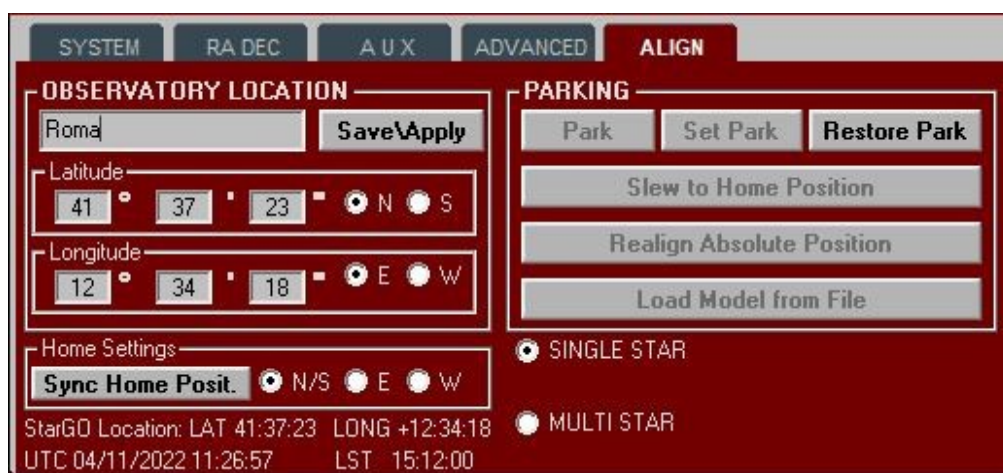 SYSTEM RA DEC A U X ADVANCED ALIGN
OBSERVATORY LOCATION
Roma Save\Apply
Latitude
41 ° 37 ' 23 " N S
Longitude
12 ° 34 ' 18 " E W
Home Settings
Sync Home Posit. N/S E W
StarGO Location: LAT 41:37:23 LONG +12:34:18
UTC 04/11/2022 11:26:57 LST 15:12:00
PARKING
Park Set Park Restore Park
Slew to Home Position
Realign Absolute Position
Load Model from File
SINGLE STAR
MULTI STAR